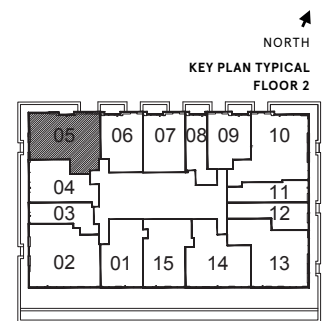 NORTH
KEY PLAN TYPICAL
FLOOR 2
05 06 07 08 09 10
04 11
03 12
02 01 15 14 13